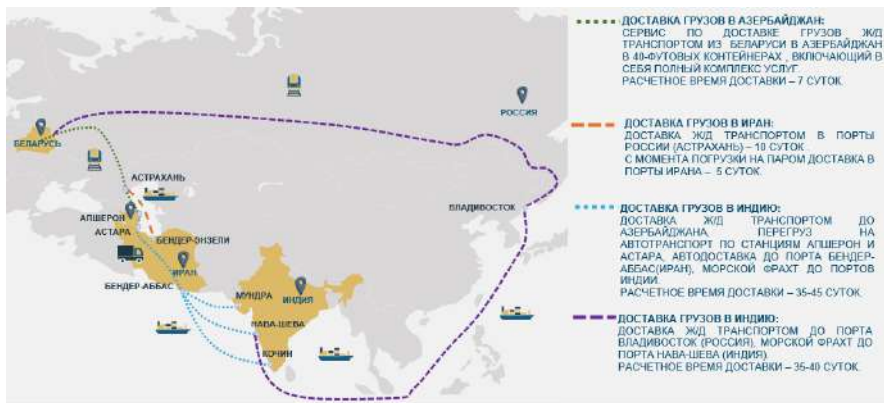 РОССИЯ
БЕЛАРУСЬ
АСТРАХАНЬ
ВЛАДИВОСТОК
АПШЕРОН
АСТАРА
БЕНДЕР-ЭНЗЕЛИ
ИРАН
БЕНДЕР-АББАС
МУНДРА
ИНДИЯ
НАВА-ШЕВА
КОЧИН
ДОСТАВКА ГРУЗОВ В АЗЕРБАЙДЖАН:
СЕРВИС ПО ДОСТАВКЕ ГРУЗОВ Ж/Д
ТРАНСПОРТОМ ИЗ БЕЛАРУСИ В АЗЕРБАЙДЖАН
В 40-ФУТОВЫХ КОНТЕЙНЕРАХ , ВКЛЮЧАЮЩИЙ В
СЕБЯ ПОЛНЫЙ КОМПЛЕКС УСЛУГ.
РАСЧЕТНОЕ ВРЕМЯ ДОСТАВКИ – 7 СУТОК.
ДОСТАВКА ГРУЗОВ В ИРАН:
ДОСТАВКА Ж/Д ТРАНСПОРТОМ В ПОРТЫ
РОССИИ (АСТРАХАНЬ) – 10 СУТОК .
С МОМЕНТА ПОГРУЗКИ НА ПАРОМ ДОСТАВКА В
ПОРТЫ ИРАНА – 5 СУТОК.
ДОСТАВКА ГРУЗОВ В ИНДИЮ:
ДОСТАВКА Ж/Д ТРАНСПОРТОМ ДО
АЗЕРБАЙДЖАНА, ПЕРЕГРУЗ НА
АВТОТРАНСПОРТ ПО СТАНЦИЯМ АПШЕРОН И
АСТАРА, АВТОДОСТАВКА ДО ПОРТА БЕНДЕР-
АББАС(ИРАН), МОРСКОЙ ФРАХТ ДО ПОРТОВ
ИНДИИ.
РАСЧЕТНОЕ ВРЕМЯ ДОСТАВКИ – 35-45 СУТОК.
ДОСТАВКА ГРУЗОВ В ИНДИЮ:
ДОСТАВКА Ж/Д ТРАНСПОРТОМ ДО ПОРТА
ВЛАДИВОСТОК (РОССИЯ), МОРСКОЙ ФРАХТ ДО
ПОРТА НАВА-ШЕВА (ИНДИЯ).
РАСЧЕТНОЕ ВРЕМЯ ДОСТАВКИ – 35-40 СУТОК.